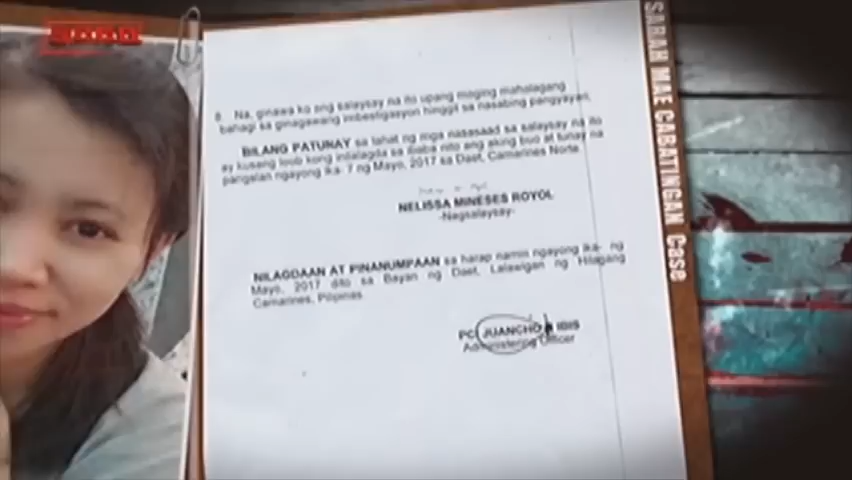 8. Na, ginawa ko ang salaysay na ito upang maging mahalagang
bahagi sa ginagawang imbestigasyon hinggil sa nasabing pangyayari.
BILANG PATUNAY sa lahat ng mga nasasaad sa salaysay na ito
ay kusang loob kong inilalagda sa ilalaba nito ang aking buo at tunay na
pangalan ngayong ika- 7 ng Mayo, 2017 sa Daet, Camarines Norte.
NELISSA MINESES ROYOL
-Nagsalaysay-
NILAGDAAN AT PINANUMPAAN sa harap namin ngayong ika- ng
Mayo, 2017 dito sa Bayan ng Daet, Lalawigan ng Hilagang
Camarines, Pilipinas
PCI JUANCHO IBIS
Administering Officer
SARAH MAE CABATINGAN Case